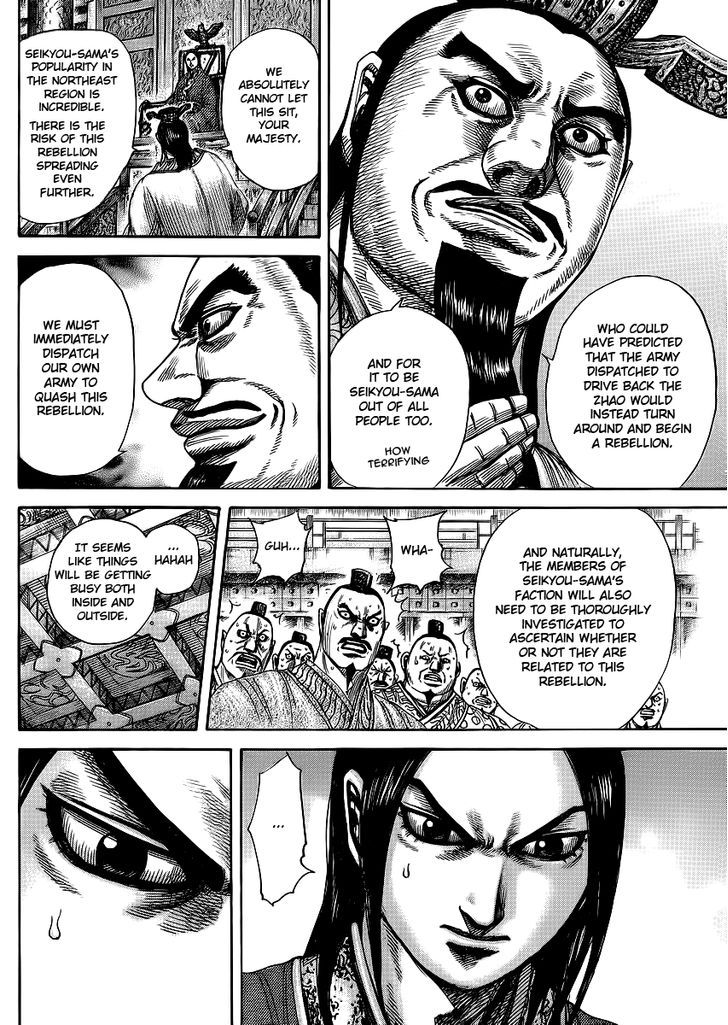 WHO COULD
HAVE PREDICTED
THAT THE ARMY
DISPATCHED TO
DRIVE BACK THE
ZHAO WOULD
INSTEAD TURN
AROUND AND BEGIN
A REBELLION.
AND FOR
IT TO BE
SEIKYOU-SAMA
OUT OF ALL
PEOPLE TOO.
HOW
TERRIFYING
WE
ABSOLUTELY
CANNOT LET
THIS SIT,
YOUR
MAJESTY.
SEIKYOU-SAMA'S
POPULARITY IN
THE NORTHEAST
REGION IS
INCREDIBLE.
THERE IS THE
RISK OF THIS
REBELLION
SPREADING
EVEN
FURTHER.
WE MUST
IMMEDIATELY
DISPATCH
OUR OWN
ARMY TO
QUASH THIS
REBELLION.
AND NATURALLY,
THE MEMBERS OF
SEIKYOU-SAMA'S
FACTION WILL ALSO
NEED TO BE THOROUGHLY
INVESTIGATED TO
ASCERTAIN WHETHER
OR NOT THEY ARE
RELATED TO THIS
REBELLION.
WHA-
GUH...
...
HAHAH
IT SEEMS
LIKE THINGS
WILL BE GETTING
BUSY BOTH
INSIDE AND
OUTSIDE.
...